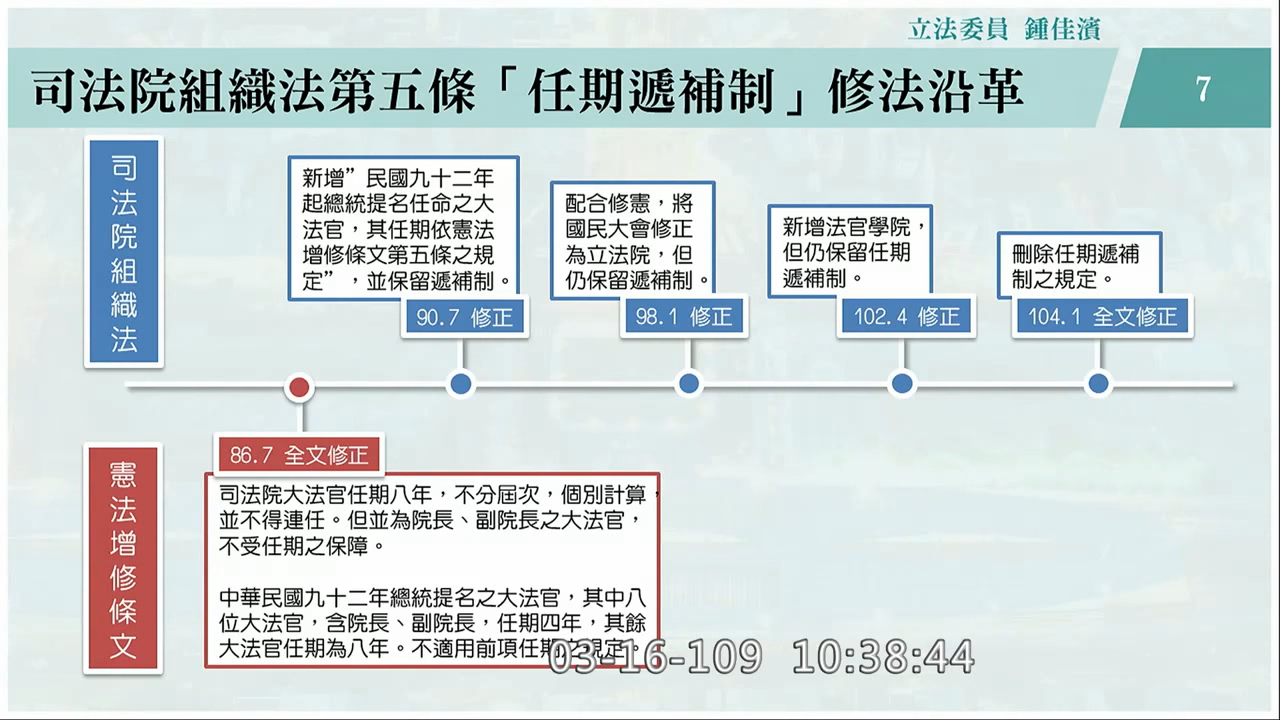 立法委員 鍾佳濱
司法院組織法第五條「任期遞補制」修法沿革
7
司法院組織法
新增”民國九十二年
起總統提名任命之大
法官，其任期依憲法
增修條文第五條之規
定”，並保留遞補制。
90.7 修正
配合修憲，將
國民大會修正
為立法院，但
仍保留遞補制。
98.1 修正
新增法官學院，
但仍保留任期
遞補制。
102.4 修正
刪除任期遞補
制之規定。
104.1 全文修正
憲法增修條文
86.7 全文修正
司法院大法官任期八年，不分屆次，個別計算，
並不得連任。但並為院長、副院長之大法官，
不受任期之保障。
中華民國九十二年總統提名之大法官，其中八
位大法官，含院長、副院長，任期四年，其餘
大法官任期為八年。不適用前項任期之規定。
03-16-109 10:38:44